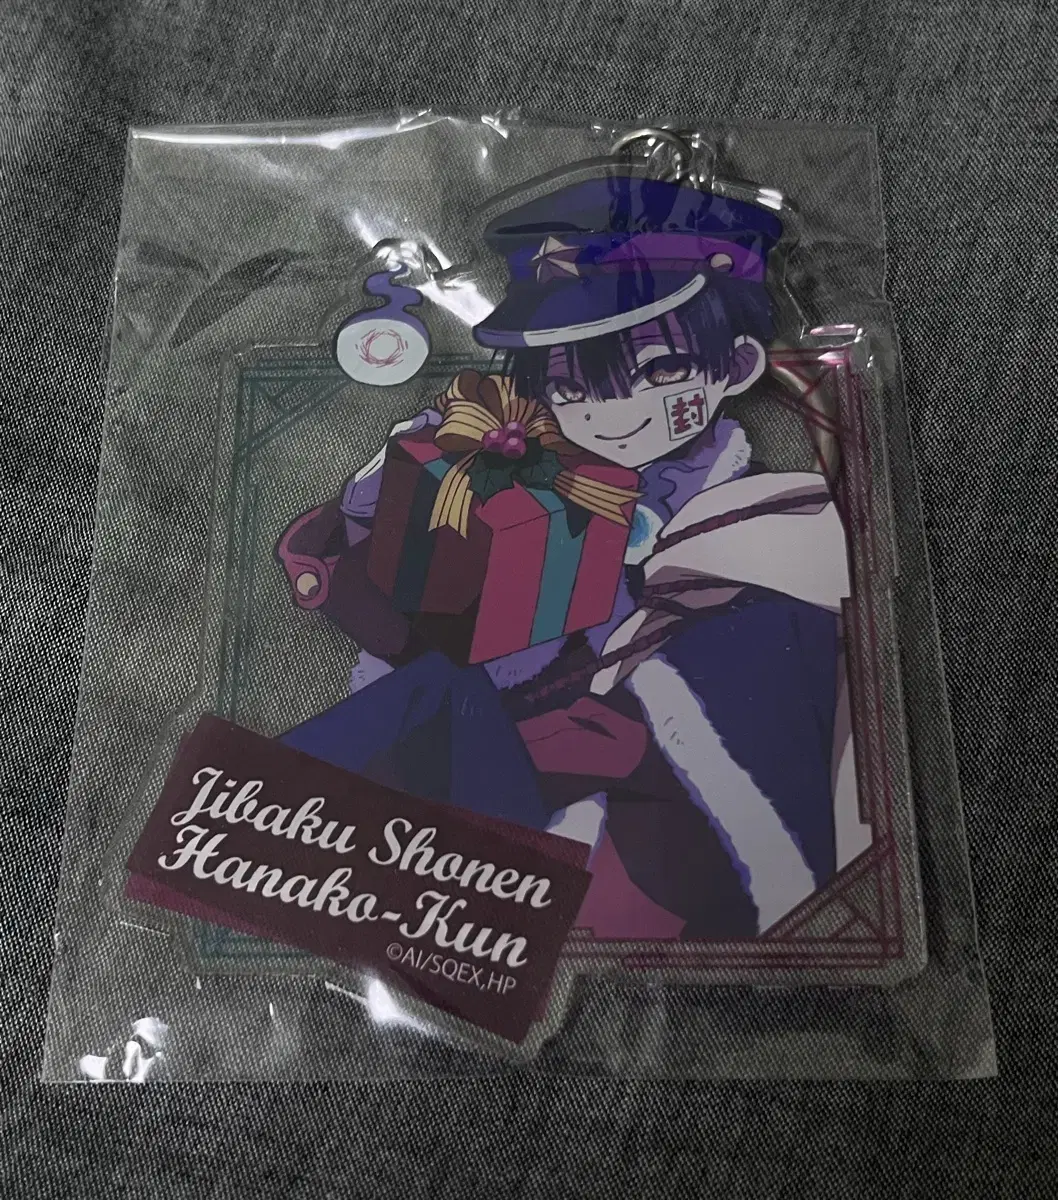 封
Jibaku Shonen
Hanako-Kun
©AI/SQEX,HP